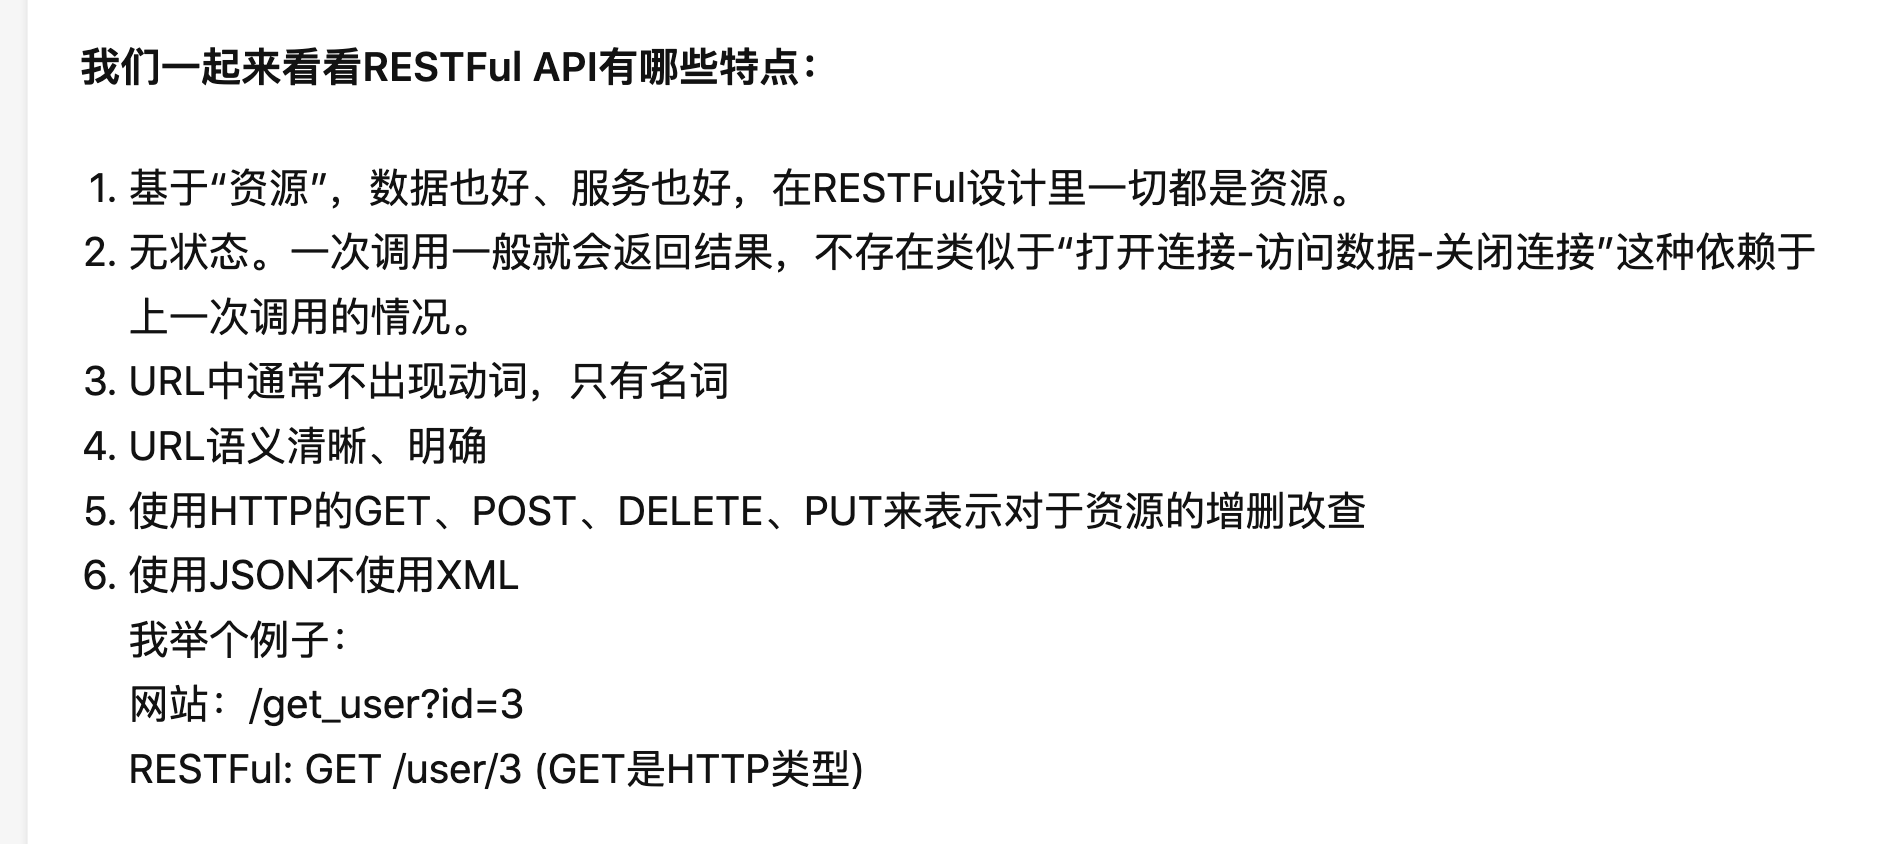 我们一起来看看RESTFul API有哪些特点：
1. 基于“资源”，数据也好、服务也好，在RESTFul设计里一切都是资源。
2. 无状态。一次调用一般就会返回结果，不存在类似于“打开连接-访问数据-关闭连接”这种依赖于
上一次调用的情况。
3. URL中通常不出现动词，只有名词
4. URL语义清晰、明确
5. 使用HTTP的GET、POST、DELETE、PUT来表示对于资源的增删改查
6. 使用JSON不使用XML
我举个例子：
网站：/get_user?id=3
RESTFul: GET /user/3 (GET是HTTP类型)